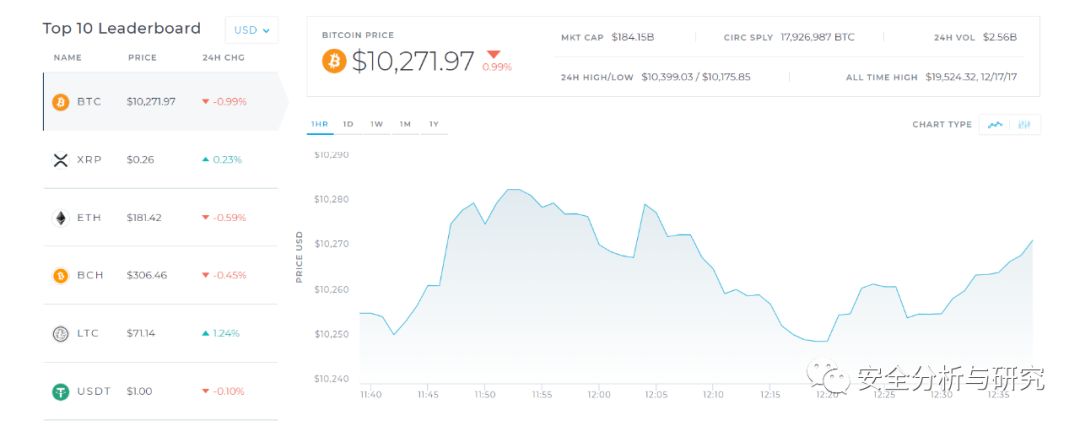 Top 10 Leaderboard
USD
NAME PRICE 24H CHG
BTC $10,271.97 -0.99%
XRP $0.26 0.23%
ETH $181.42 -0.59%
BCH $306.46 -0.45%
LTC $71.14 1.24%
USDT $1.00 -0.10%
BITCOIN PRICE
$10,271.97 0.99%
MKT CAP $184.15B CIRC SPLY 17,926,987 BTC 24H VOL $2.56B
24H HIGH/LOW $10,399.03 / $10,175.85 ALL TIME HIGH $19,524.32, 12/17/17
1HR 1D 1W 1M 1Y
CHART TYPE
$10,290
$10,280
$10,270
$10,260
$10,250
$10,240
PRICE USD
11:40 11:45 11:50 11:55 12:00 12:05 12:10 12:15 12:20 12:25 12:30 12:35
安全分析与研究